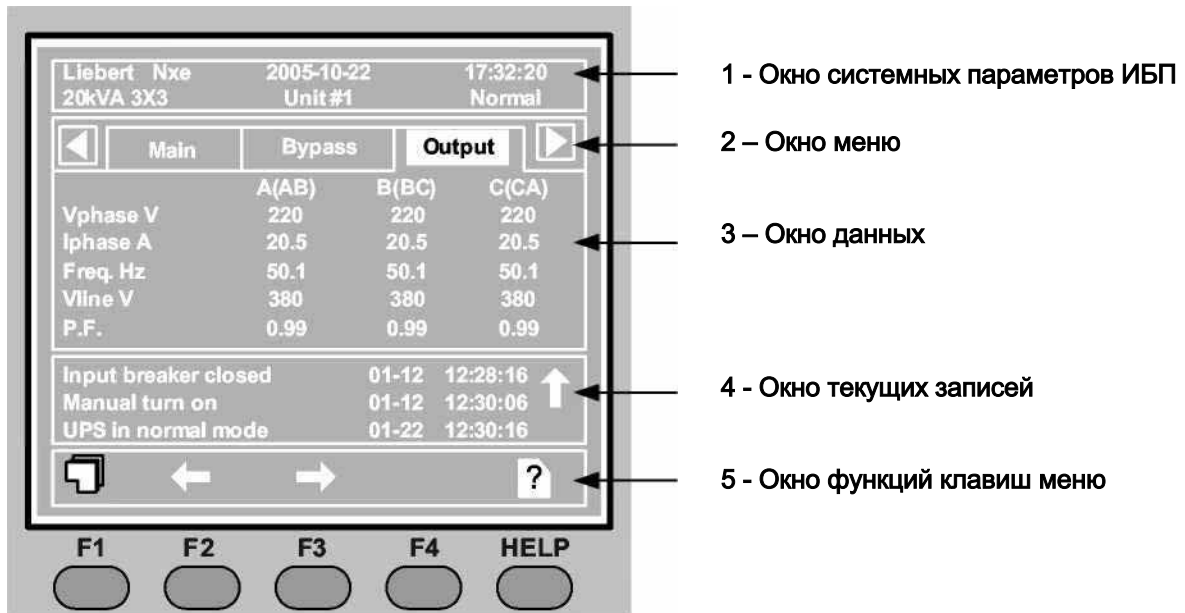 Liebert Nxe 2005-10-22 17:32:20
20kVA 3X3 Unit #1 Normal
1 - Окно системных параметров ИБП
Main Bypass Output
2 – Окно меню
A(AB) B(BC) C(CA)
Vphase V 220 220 220
Iphase A 20.5 20.5 20.5
3 – Окно данных
Freq. Hz 50.1 50.1 50.1
Vline V 380 380 380
P.F. 0.99 0.99 0.99
Input breaker closed 01-12 12:28:16
Manual turn on 01-12 12:30:06
UPS in normal mode 01-22 12:30:16
4 - Окно текущих записей
?
5 - Окно функций клавиш меню
F1 F2 F3 F4 HELP